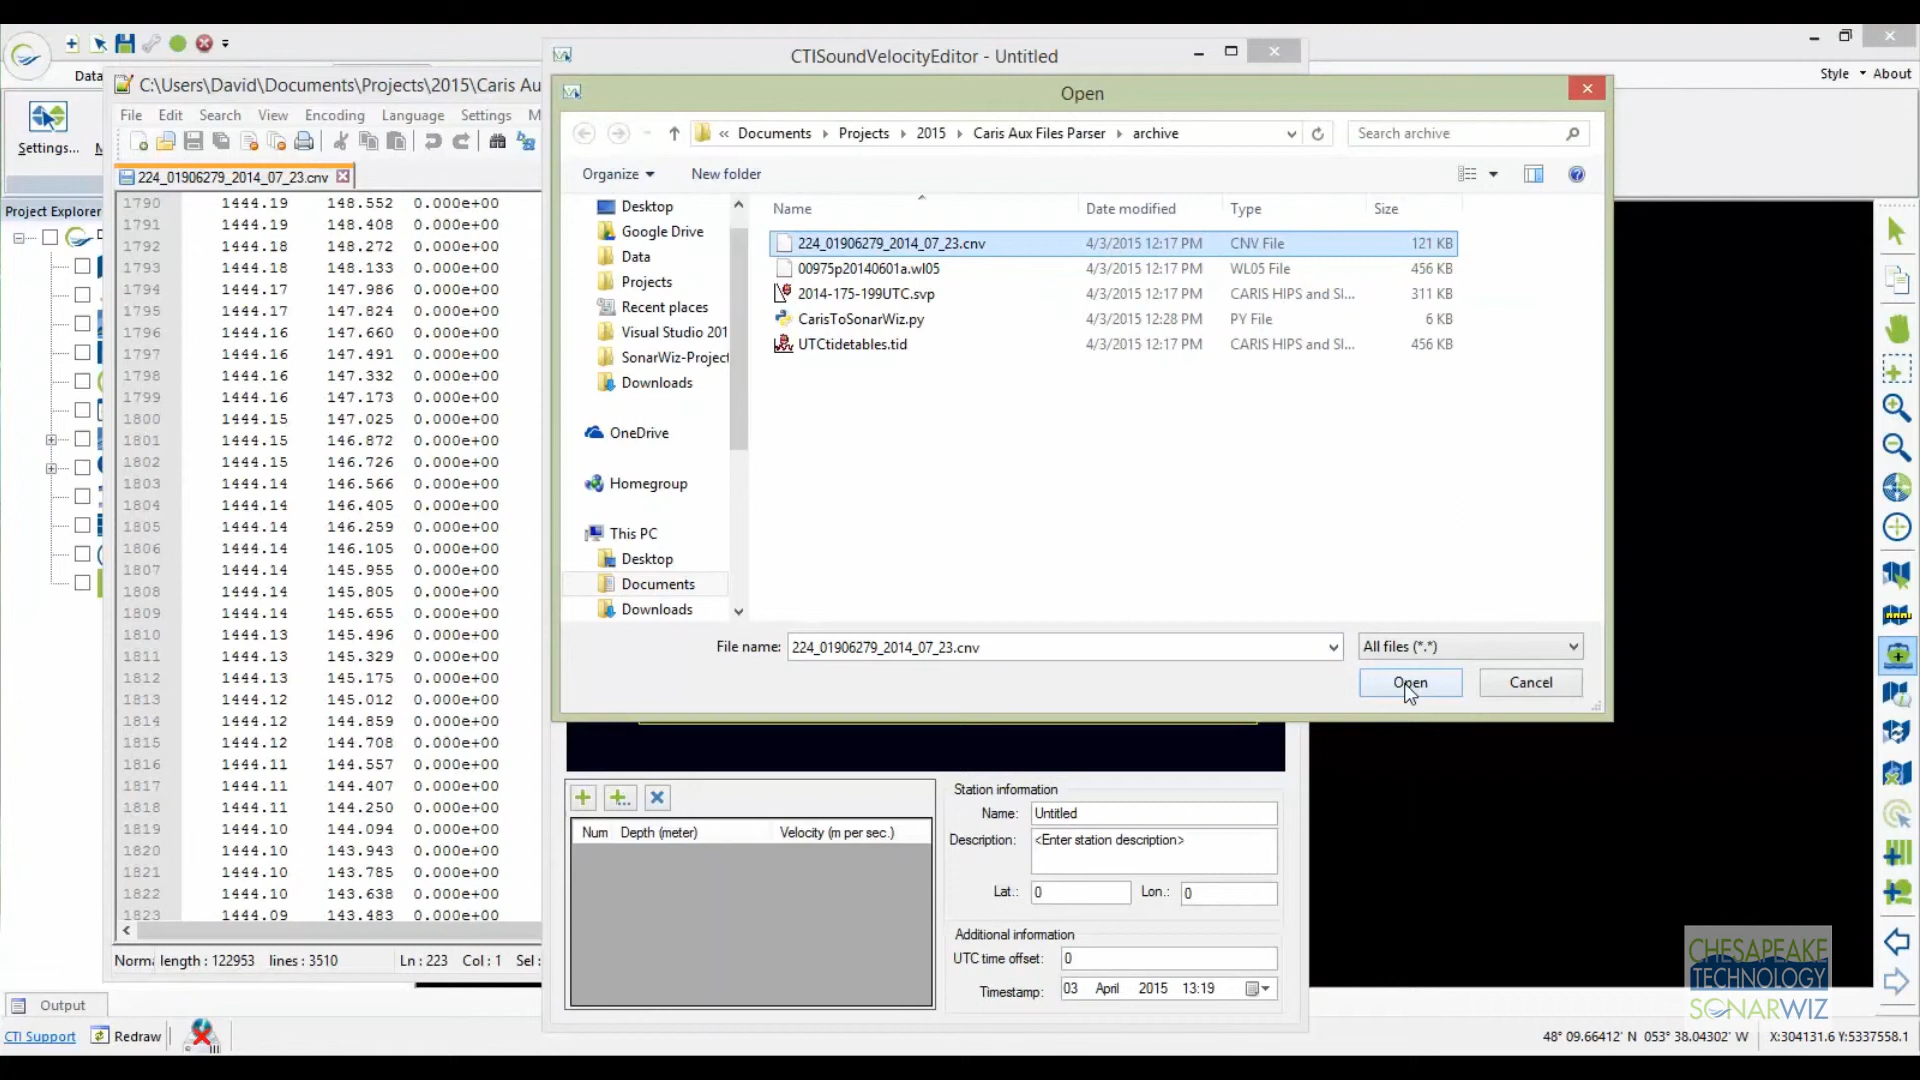 Data
Style About
Settings...
Project Explorer
C:\Users\David\Documents\Projects\2015\Caris Au
File Edit Search View Encoding Language Settings M
224_01906279_2014_07_23.cnv
1790 1444.19 148.552 0.000e+00
1791 1444.19 148.408 0.000e+00
1792 1444.18 148.272 0.000e+00
1793 1444.18 148.133 0.000e+00
1794 1444.17 147.986 0.000e+00
1795 1444.17 147.824 0.000e+00
1796 1444.16 147.660 0.000e+00
1797 1444.16 147.491 0.000e+00
1798 1444.16 147.332 0.000e+00
1799 1444.16 147.173 0.000e+00
1800 1444.15 147.025 0.000e+00
1801 1444.15 146.872 0.000e+00
1802 1444.15 146.726 0.000e+00
1803 1444.14 146.566 0.000e+00
1804 1444.14 146.405 0.000e+00
1805 1444.14 146.259 0.000e+00
1806 1444.14 146.105 0.000e+00
1807 1444.14 145.955 0.000e+00
1808 1444.14 145.805 0.000e+00
1809 1444.14 145.655 0.000e+00
1810 1444.13 145.496 0.000e+00
1811 1444.13 145.329 0.000e+00
1812 1444.13 145.175 0.000e+00
1813 1444.12 145.012 0.000e+00
1814 1444.12 144.859 0.000e+00
1815 1444.12 144.708 0.000e+00
1816 1444.11 144.557 0.000e+00
1817 1444.11 144.407 0.000e+00
1818 1444.11 144.250 0.000e+00
1819 1444.10 144.094 0.000e+00
1820 1444.10 143.943 0.000e+00
1821 1444.10 143.785 0.000e+00
1822 1444.10 143.638 0.000e+00
1823 1444.09 143.483 0.000e+00
Norma length : 122953 lines : 3510 Ln : 223 Col : 1 Sel :
CTISoundVelocityEditor - Untitled
Open
« Documents Projects 2015 Caris Aux Files Parser archive
Search archive
Organize New folder
Desktop
Google Drive
Data
Projects
Recent places
Visual Studio 201
SonarWiz-Project
Downloads
OneDrive
Homegroup
This PC
Desktop
Documents
Downloads
Name Date modified Type Size
224_01906279_2014_07_23.cnv 4/3/2015 12:17 PM CNV File 121 KB
00975p20140601a.wl05 4/3/2015 12:17 PM WL05 File 456 KB
2014-175-199UTC.svp 4/3/2015 12:17 PM CARIS HIPS and SI... 311 KB
CarisToSonarWiz.py 4/3/2015 12:28 PM PY File 6 KB
UTCtidetables.tid 4/3/2015 12:17 PM CARIS HIPS and SI... 456 KB
File name: 224_01906279_2014_07_23.cnv All files (*.*)
Open Cancel
Num Depth (meter) Velocity (m per sec.)
Station information
Name: Untitled
Description: <Enter station description>
Lat.: 0 Lon.: 0
Additional information
UTC time offset: 0
Timestamp: 03 April 2015 13:19
CHESAPEAKE
TECHNOLOGY
SONARWIZ
Output
CTI Support Redraw
48° 09.66412' N 053° 38.04302' W X:304131.6 Y:5337558.1